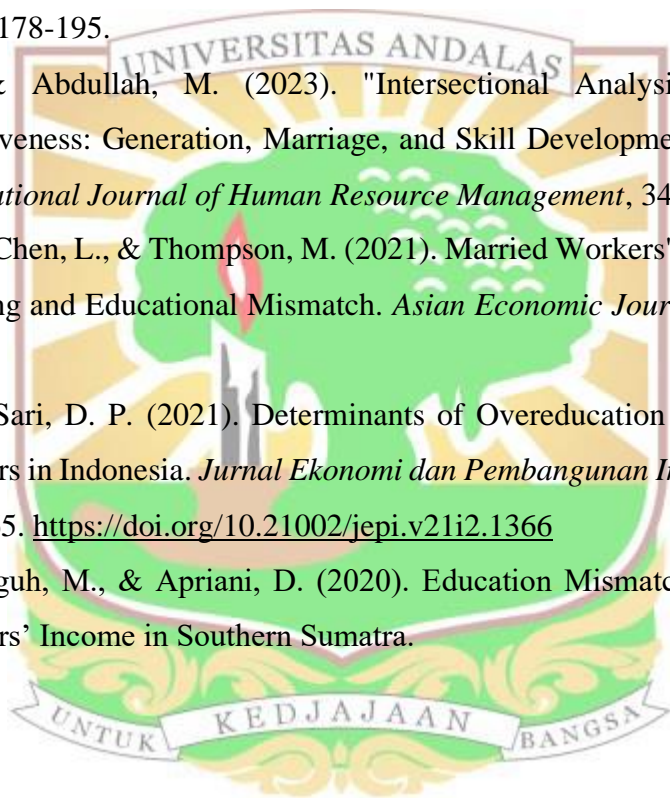 178-195.
UNIVERSITAS ANDALAS
& Abdullah, M. (2023). "Intersectional Analysi
iveness: Generation, Marriage, and Skill Developme
ational Journal of Human Resource Management, 34
Chen, L., & Thompson, M. (2021). Married Workers'
ng and Educational Mismatch. Asian Economic Jour
Sari, D. P. (2021). Determinants of Overeducation
rs in Indonesia. Jurnal Ekonomi dan Pembangunan I
5. https://doi.org/10.21002/jepi.v21i2.1366
guh, M., & Apriani, D. (2020). Education Mismatc
rs' Income in Southern Sumatra.
UNTUK KEDJAJAAN BANGSA